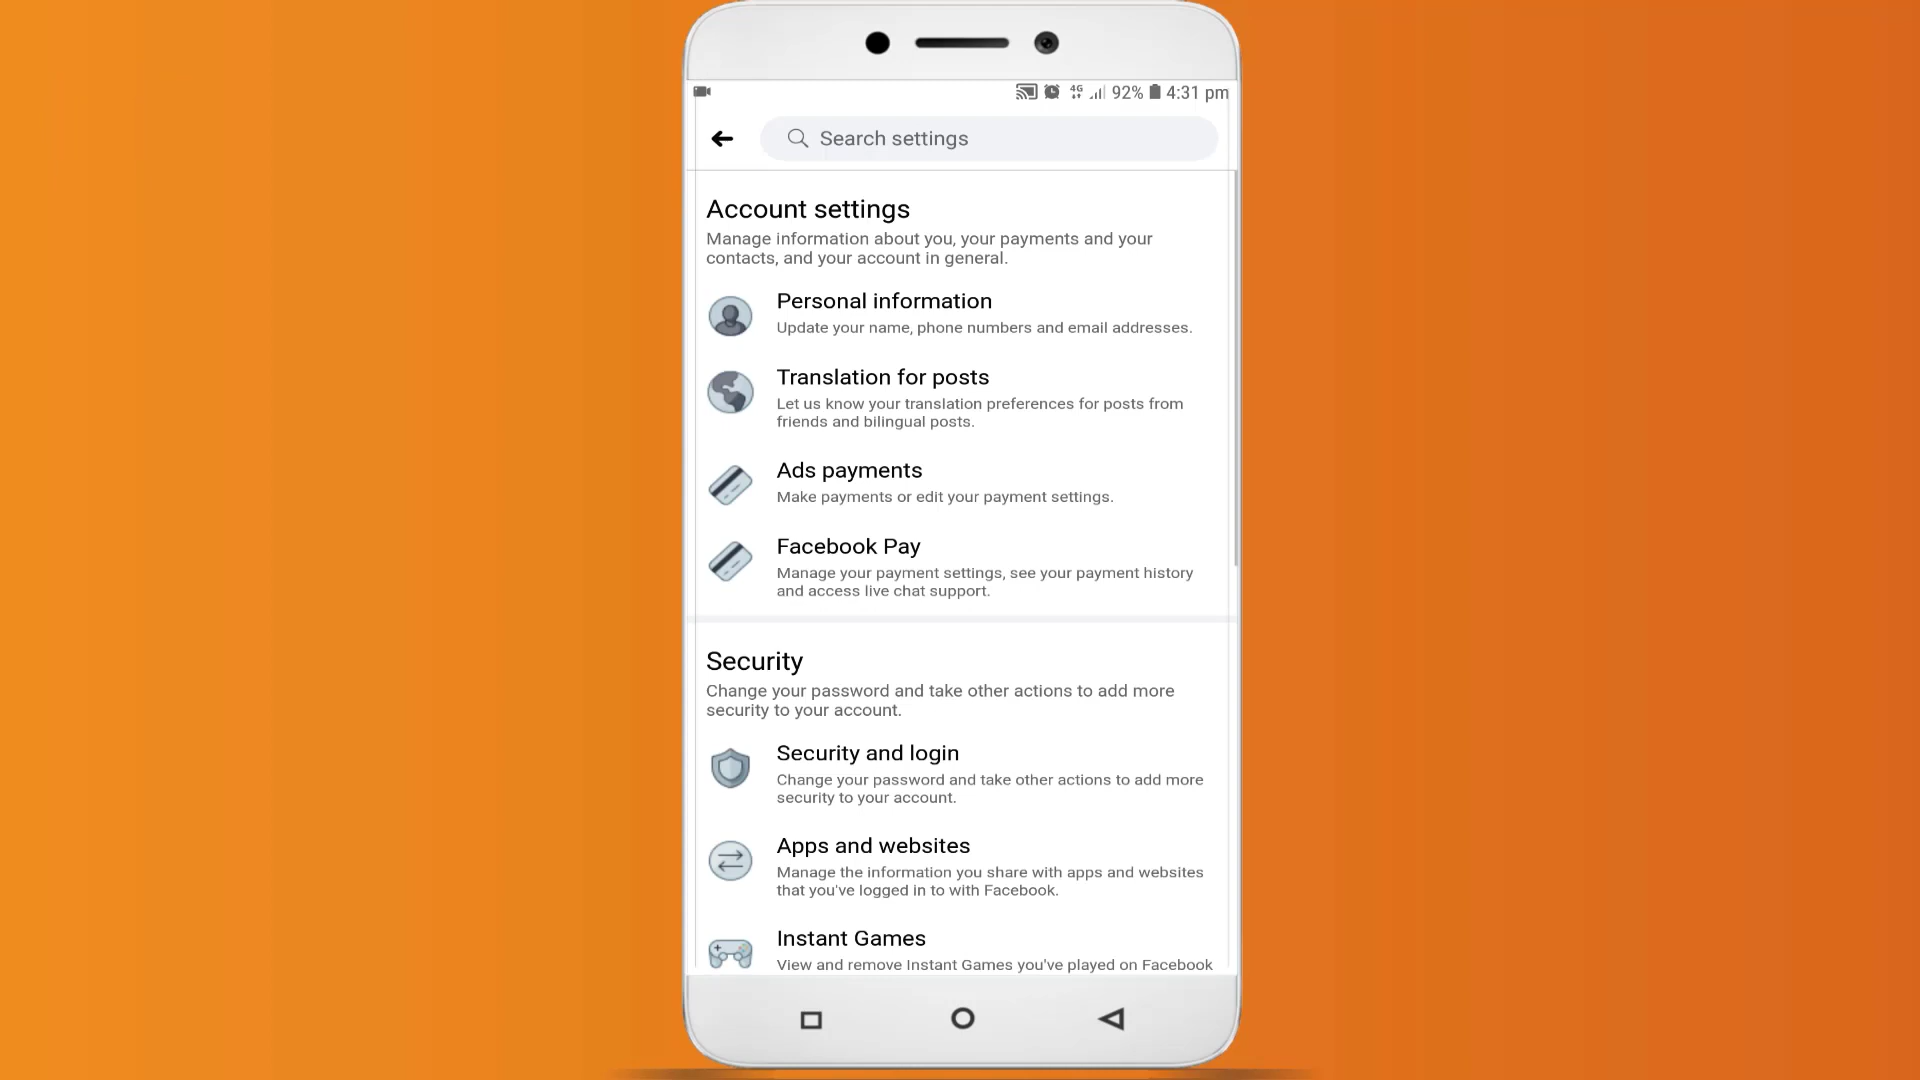 4G 92% 4:31 pm
Search settings
Account settings
Manage information about you, your payments and your
contacts, and your account in general.
Personal information
Update your name, phone numbers and email addresses.
Translation for posts
Let us know your translation preferences for posts from
friends and bilingual posts.
Ads payments
Make payments or edit your payment settings.
Facebook Pay
Manage your payment settings, see your payment history
and access live chat support.
Security
Change your password and take other actions to add more
security to your account.
Security and login
Change your password and take other actions to add more
security to your account.
Apps and websites
Manage the information you share with apps and websites
that you've logged in to with Facebook.
Instant Games
View and remove Instant Games you've played on Facebook